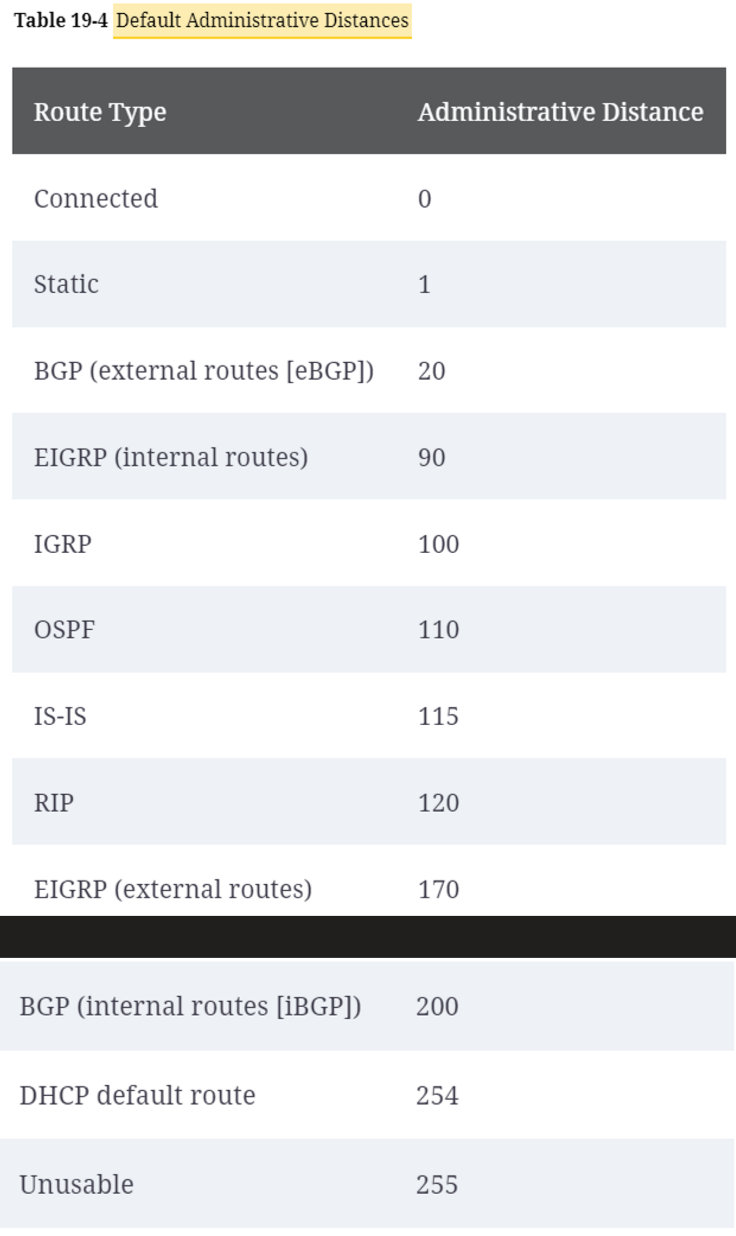 Table 19-4 Default Administrative Distances
Route Type Administrative Distance
Connected 0
Static 1
BGP (external routes [eBGP]) 20
EIGRP (internal routes) 90
IGRP 100
OSPF 110
IS-IS 115
RIP 120
EIGRP (external routes) 170
BGP (internal routes [iBGP]) 200
DHCP default route 254
Unusable 255